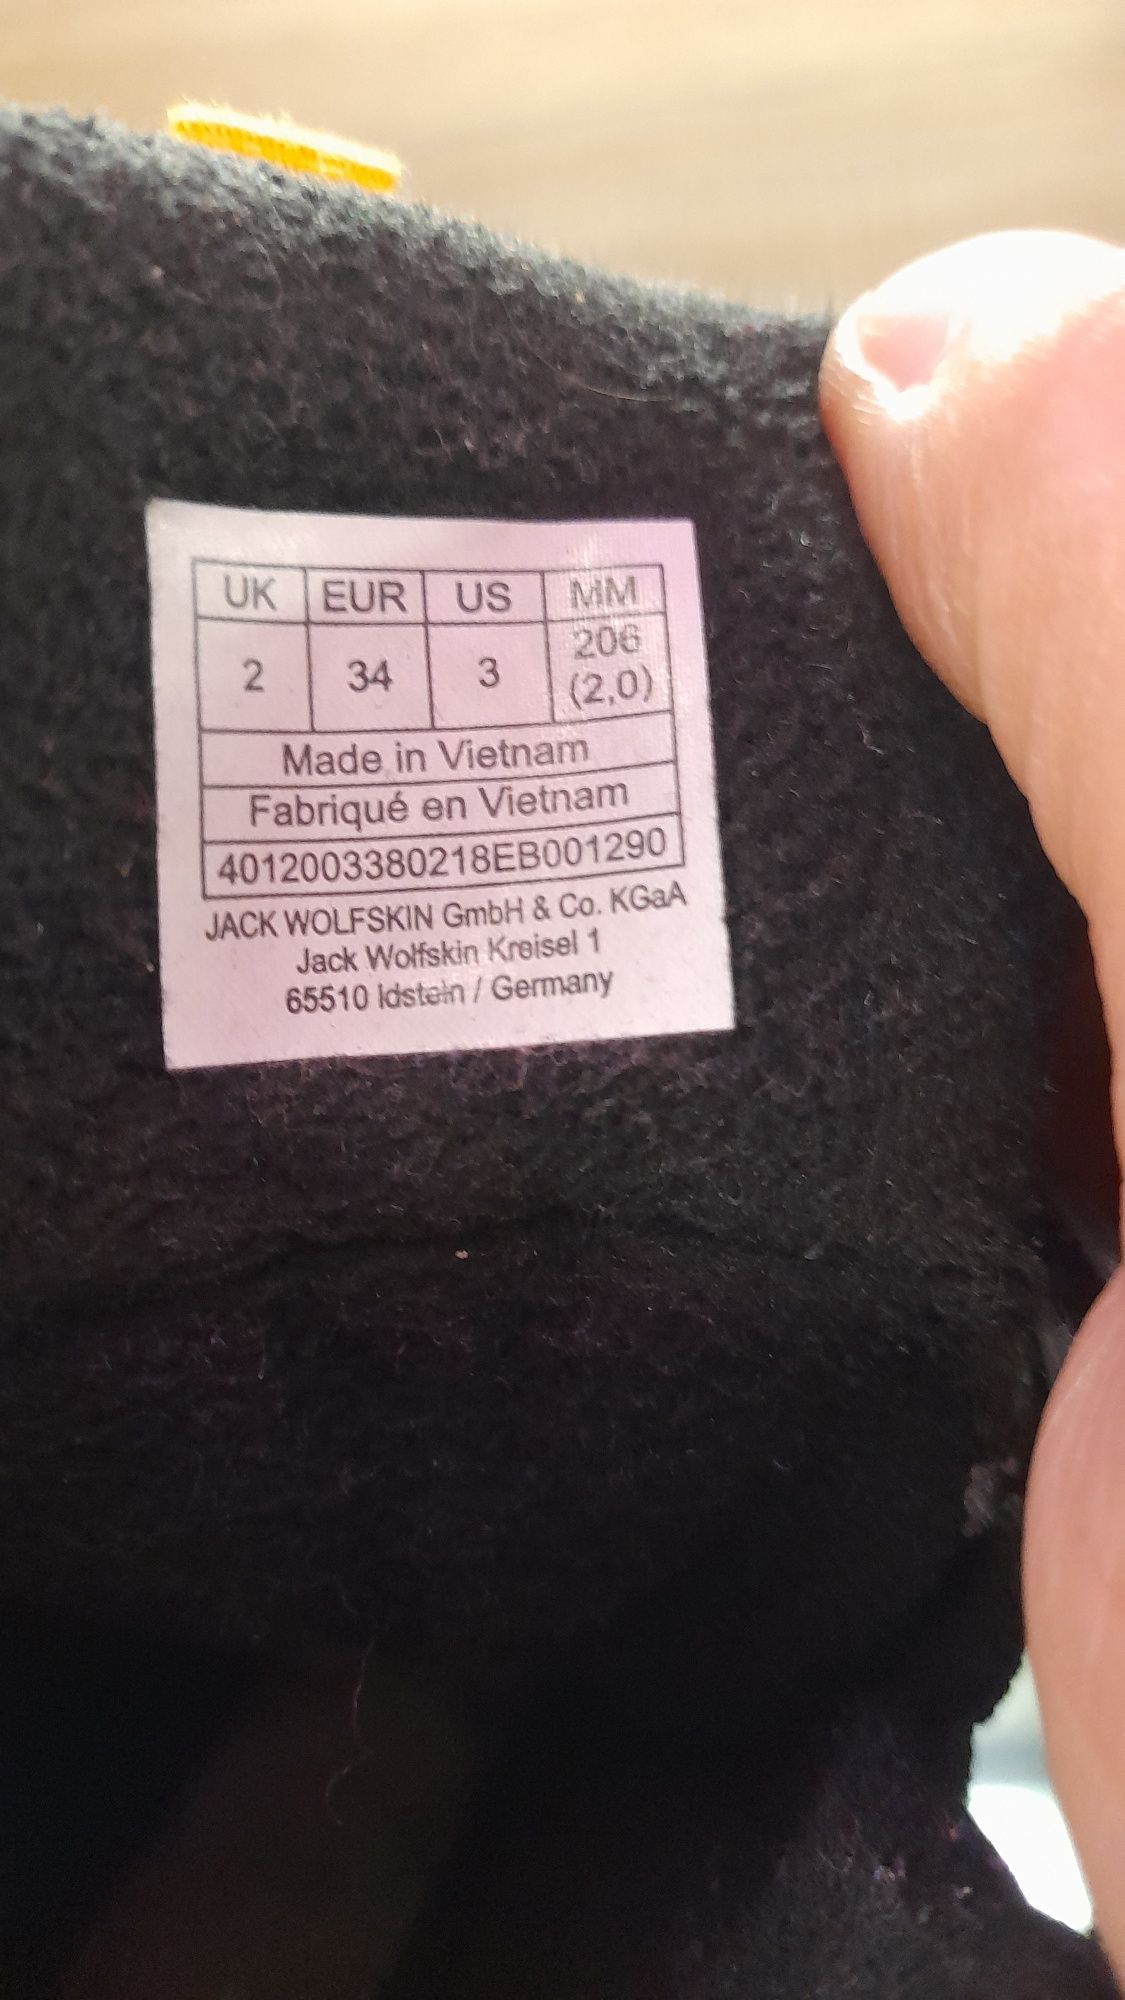 UK EUR US MM
2 34 3 206 (2,0)
Made in Vietnam
Fabriqué en Vietnam
4012003380218EB001290
JACK WOLFSKIN GmbH & Co. KGaA
Jack Wolfskin Kreisel 1
65510 Idstein / Germany